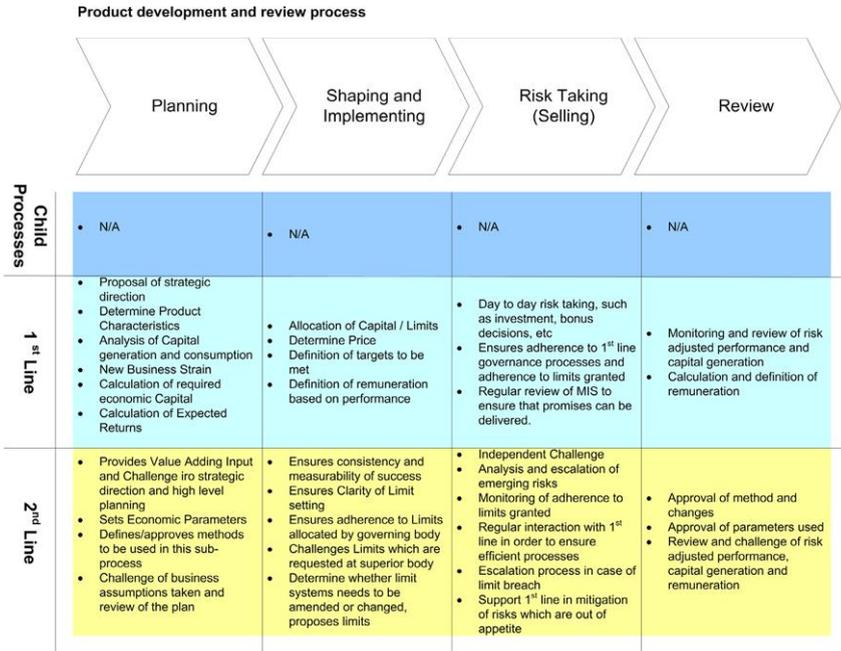 Product development and review process
Planning
Shaping and
Implementing
Risk Taking
(Selling)
Review
Child
Processes
• N/A
• N/A
• N/A
• N/A
1st Line
• Proposal of strategic
direction
• Determine Product
Characteristics
• Analysis of Capital
generation and consumption
• New Business Strain
• Calculation of required
economic Capital
• Calculation of Expected
Returns
• Allocation of Capital / Limits
• Determine Price
• Definition of targets to be
met
• Definition of remuneration
based on performance
• Day to day risk taking, such
as investment, bonus
decisions, etc
• Ensures adherence to 1st line
governance processes and
adherence to limits granted
• Regular review of MIS to
ensure that promises can be
delivered.
• Monitoring and review of risk
adjusted performance and
capital generation
• Calculation and definition of
remuneration
2nd Line
• Provides Value Adding Input
and Challenge iro strategic
direction and high level
planning
• Sets Economic Parameters
• Defines/approves methods
to be used in this sub-
process
• Challenge of business
assumptions taken and
review of the plan
• Ensures consistency and
measurability of success
• Ensures Clarity of Limit
setting
• Ensures adherence to Limits
allocated by governing body
• Challenges Limits which are
requested at superior body
• Determine whether limit
systems needs to be
amended or changed,
proposes limits
• Independent Challenge
• Analysis and escalation of
emerging risks
• Monitoring of adherence to
limits granted
• Regular interaction with 1st
line in order to ensure
efficient processes
• Escalation process in case of
limit breach
• Support 1st line in mitigation
of risks which are out of
appetite
• Approval of method and
changes
• Approval of parameters used
• Review and challenge of risk
adjusted performance,
capital generation and
remuneration